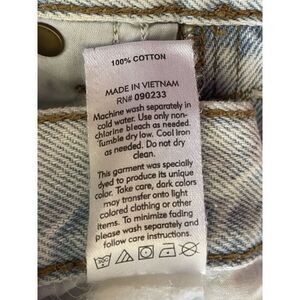 100% COTTON
MADE IN VIETNAM
RN# 090233
Machine wash separately in
cold water. Use only non-
chlorine bleach as needed.
Tumble dry low. Cool iron
as needed. Do not dry
clean.
This garment was specially
dyed to produce its unique
color. Take care, dark colors
may transfer onto light
colored clothing or other
items. To minimize fading
please wash separately and
follow care instructions.